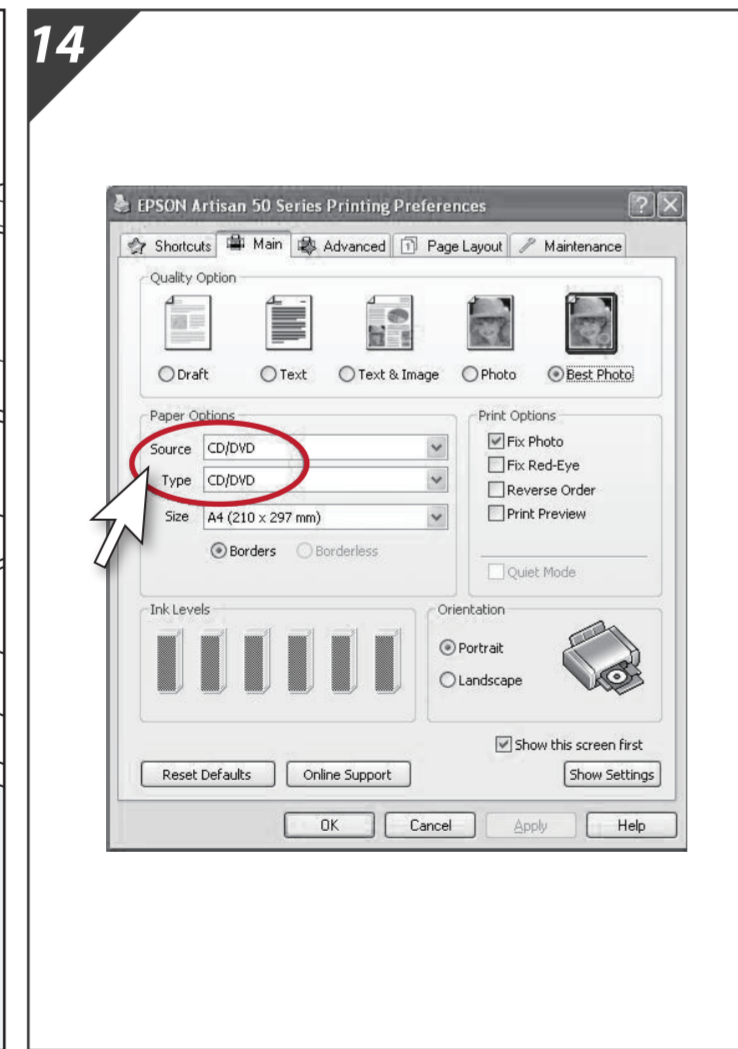 14
EPSON Artisan 50 Series Printing Preferences
Shortcuts Main Advanced 1 Page Layout Maintenance
Quality Option
Draft Text Text & Image Photo Best Photo
Paper Options
Source CD/DVD
Type CD/DVD
Size A4 (210 x 297 mm)
Borders Borderless
Print Options
Fix Photo
Fix Red-Eye
Reverse Order
Print Preview
Quiet Mode
Ink Levels
Orientation
Portrait
Landscape
Show this screen first
Reset Defaults Online Support Show Settings
OK Cancel Apply Help